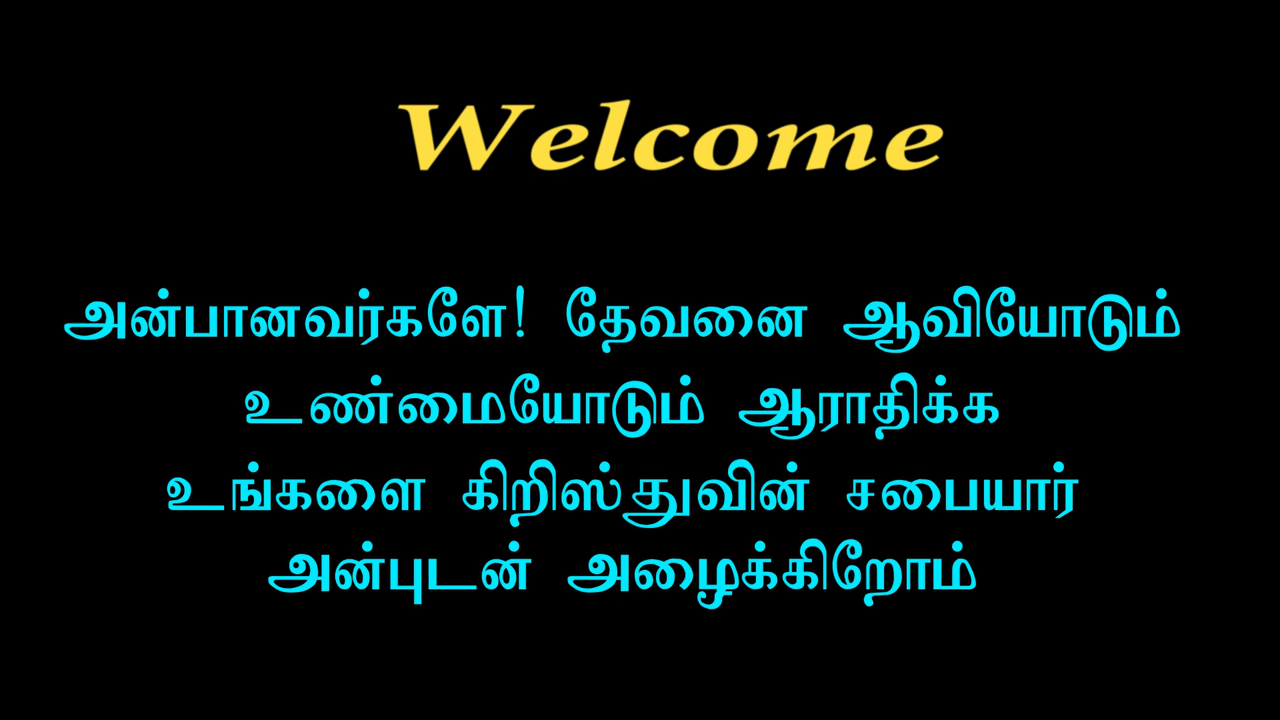 Welcome
அன்பானவர்களே! தேவனை ஆவியோடும்
உண்மையோடும் ஆராதிக்க
உங்களை கிறிஸ்துவின் சபையார்
அன்புடன் அழைக்கிறோம்